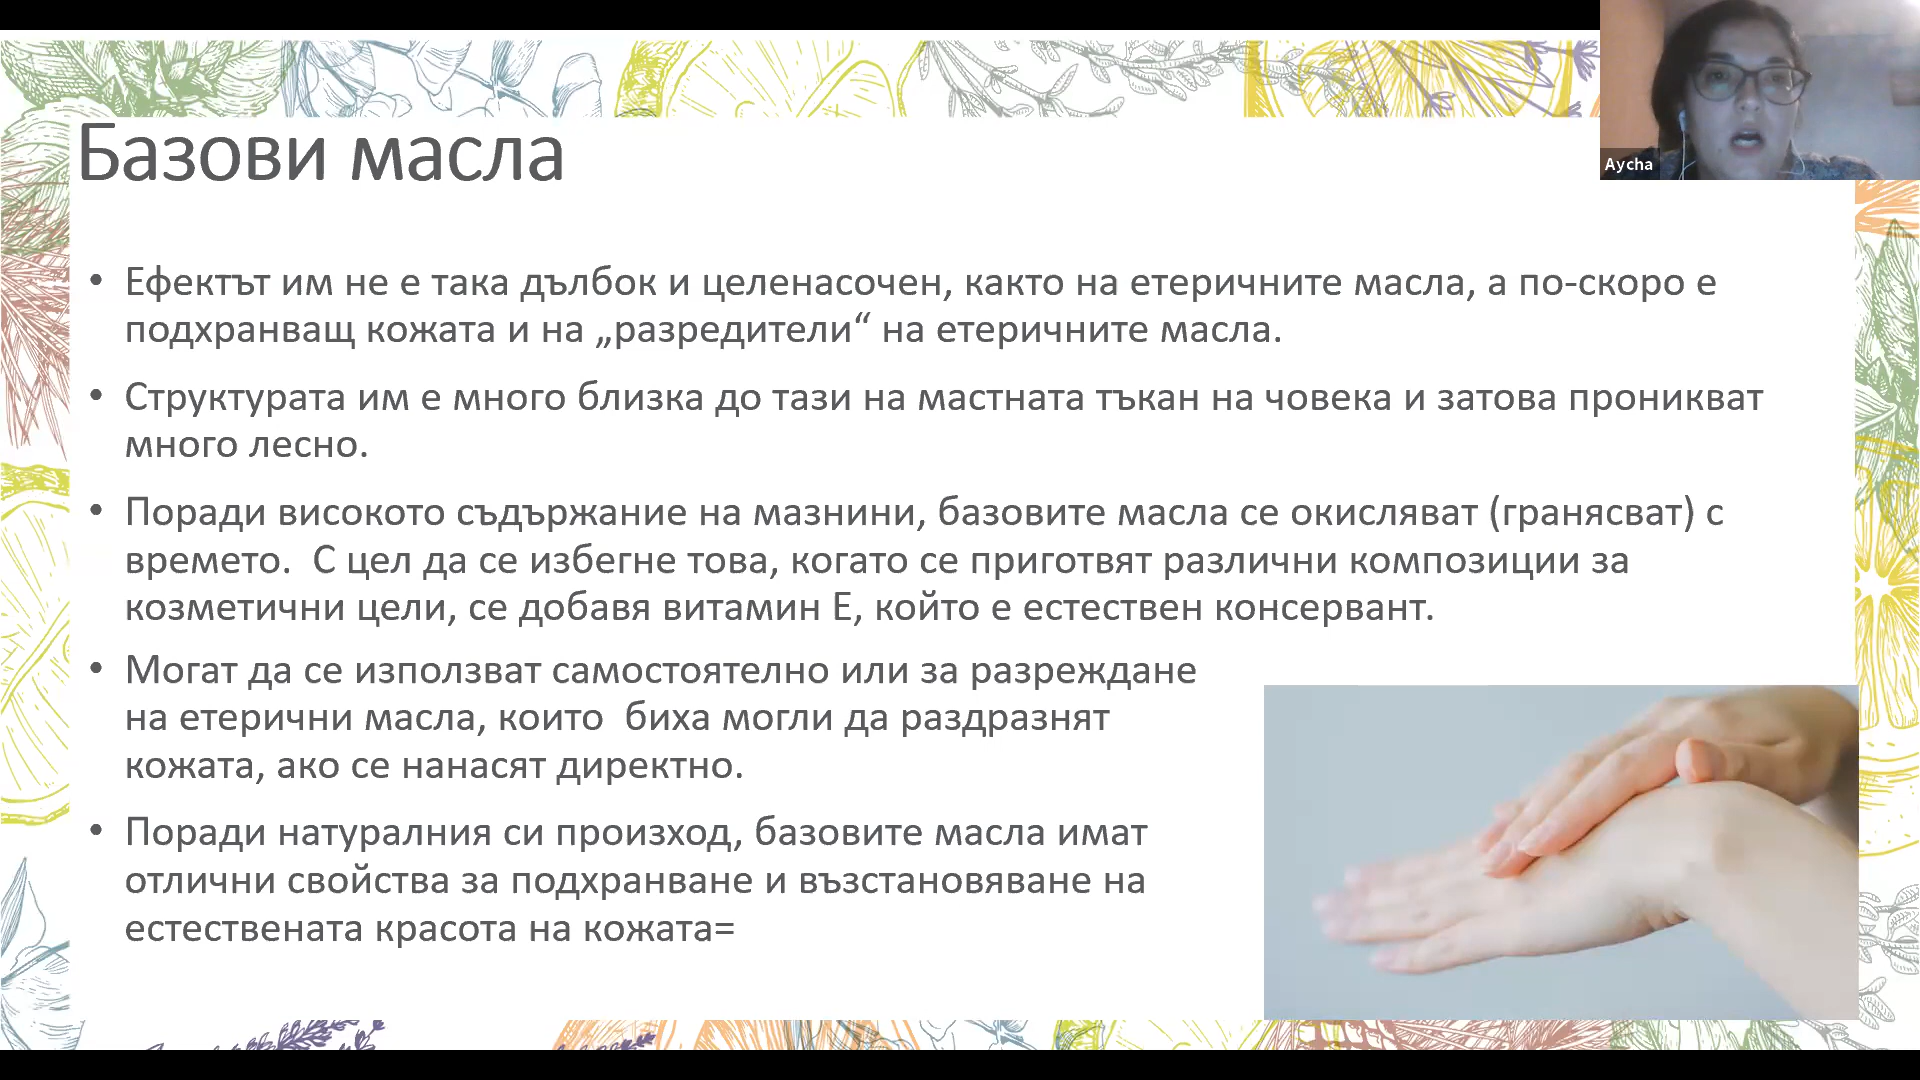 Aycha
Базови масла
• Ефектът им не е така дълбок и целенасочен, както на етеричните масла, а по-скоро е
подхранващ кожата и на „разредители“ на етеричните масла.
• Структурата им е много близка до тази на мастната тъкан на човека и затова проникват
много лесно.
• Поради високото съдържание на мазнини, базовите масла се окисляват (гранясват) с
времето.  С цел да се избегне това, когато се приготвят различни композиции за
козметични цели, се добавя витамин Е, който е естествен консервант.
• Могат да се използват самостоятелно или за разреждане
на етерични масла, които  биха могли да раздразнят
кожата, ако се нанасят директно.
• Поради натуралния си произход, базовите масла имат
отлични свойства за подхранване и възстановяване на
естествената красота на кожата=